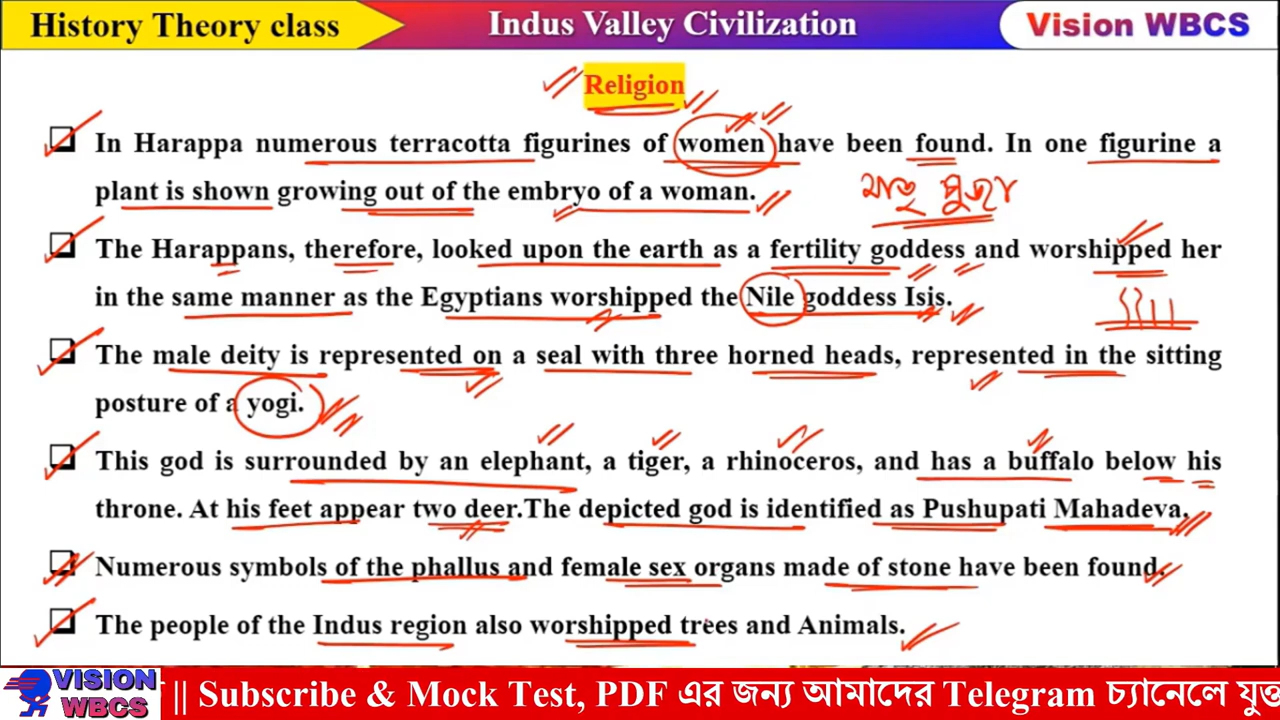 History Theory class
Indus Valley Civilization
Vision WBCS
Religion
In Harappa numerous terracotta figurines of women have been found. In one figurine a
plant is shown growing out of the embryo of a woman.
মাতৃ পুজা
The Harappans, therefore, looked upon the earth as a fertility goddess and worshipped her
in the same manner as the Egyptians worshipped the Nile goddess Isis.
The male deity is represented on a seal with three horned heads, represented in the sitting
posture of a yogi.
This god is surrounded by an elephant, a tiger, a rhinoceros, and has a buffalo below his
throne. At his feet appear two deer.The depicted god is identified as Pushupati Mahadeva.
Numerous symbols of the phallus and female sex organs made of stone have been found.
The people of the Indus region also worshipped trees and Animals.
VISION
WBCS
|| Subscribe & Mock Test, PDF এর জন্য আমাদের Telegram চ্যানেলে